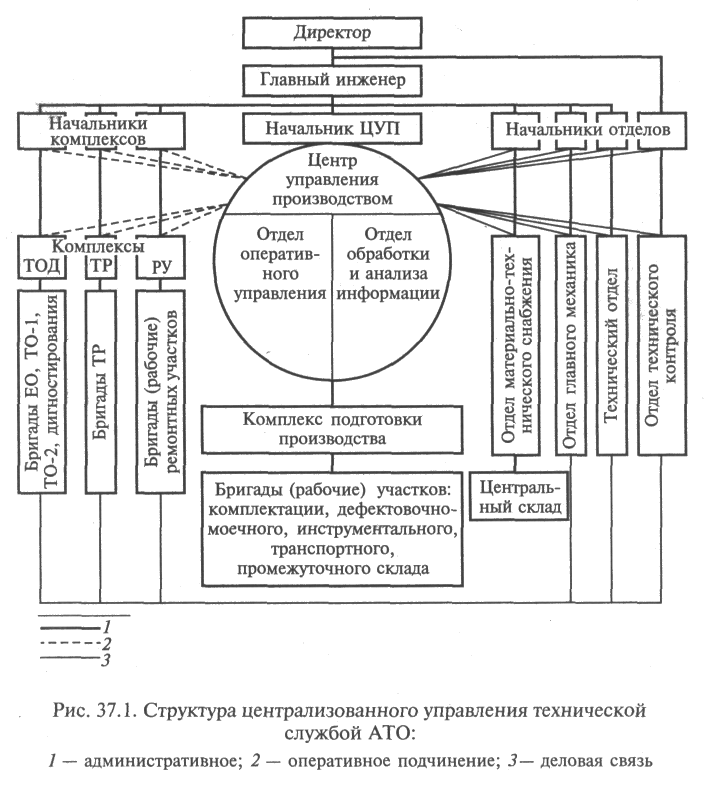 Директор
Главный инженер
Начальники
комплексов
Начальник ЦУП
Начальники отделов
Центр
управления
производством
Отдел
оператив-
ного
управления
Отдел
обработки
и анализа
информации
Комплексы
ТОД
ТР
РУ
Бригады ЕО, ТО-1,
ТО-2, дигностирования
Бригады ТР
Бригады (рабочие)
ремонтных участков
Отдел материально-тех-
нического снабжения
Отдел главного механика
Технический отдел
Отдел технического
контроля
Комплекс подготовки
производства
Бригады (рабочие) участков:
комплектации, дефектовочно-
моечного, инструментального,
транспортного,
промежуточного склада
Централь-
ный склад
1
2
3
Рис. 37.1. Структура централизованного управления технической
службой АТО:
1 — административное; 2 — оперативное подчинение; 3— деловая связь